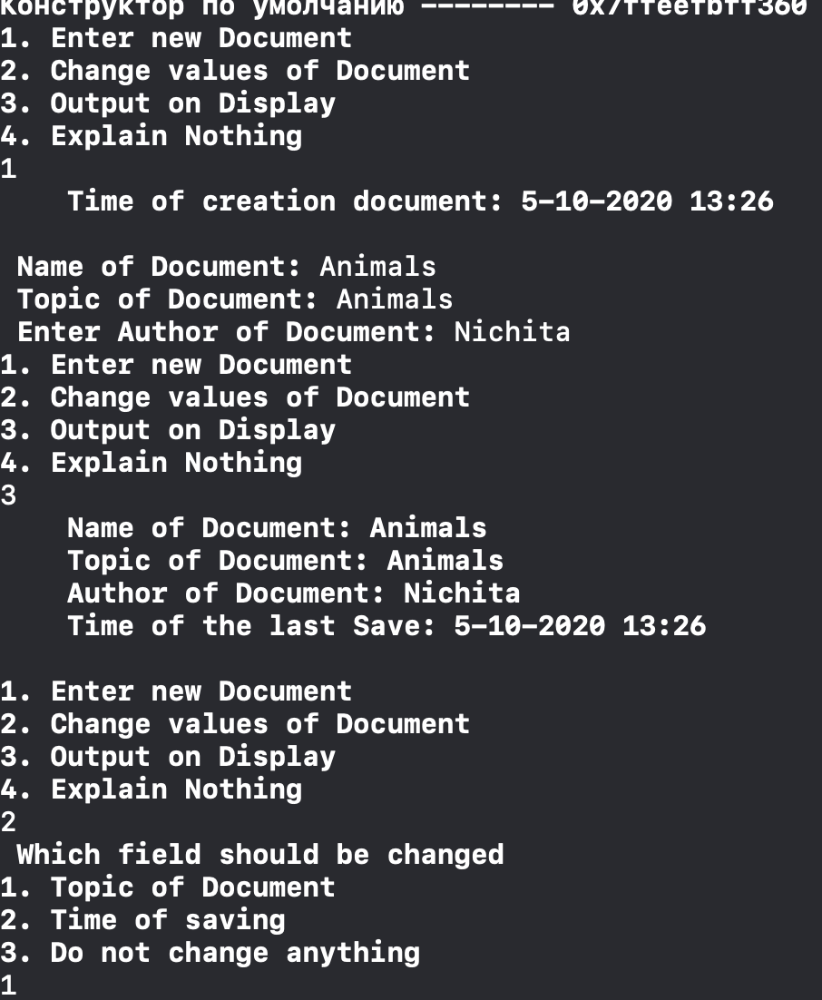 Конструктор по умолчанию -------- 0x7ffeefbff360
1. Enter new Document
2. Change values of Document
3. Output on Display
4. Explain Nothing
1
Time of creation document: 5-10-2020 13:26
Name of Document: Animals
Topic of Document: Animals
Enter Author of Document: Nichita
1. Enter new Document
2. Change values of Document
3. Output on Display
4. Explain Nothing
3
Name of Document: Animals
Topic of Document: Animals
Author of Document: Nichita
Time of the last Save: 5-10-2020 13:26
1. Enter new Document
2. Change values of Document
3. Output on Display
4. Explain Nothing
2
Which field should be changed
1. Topic of Document
2. Time of saving
3. Do not change anything
1